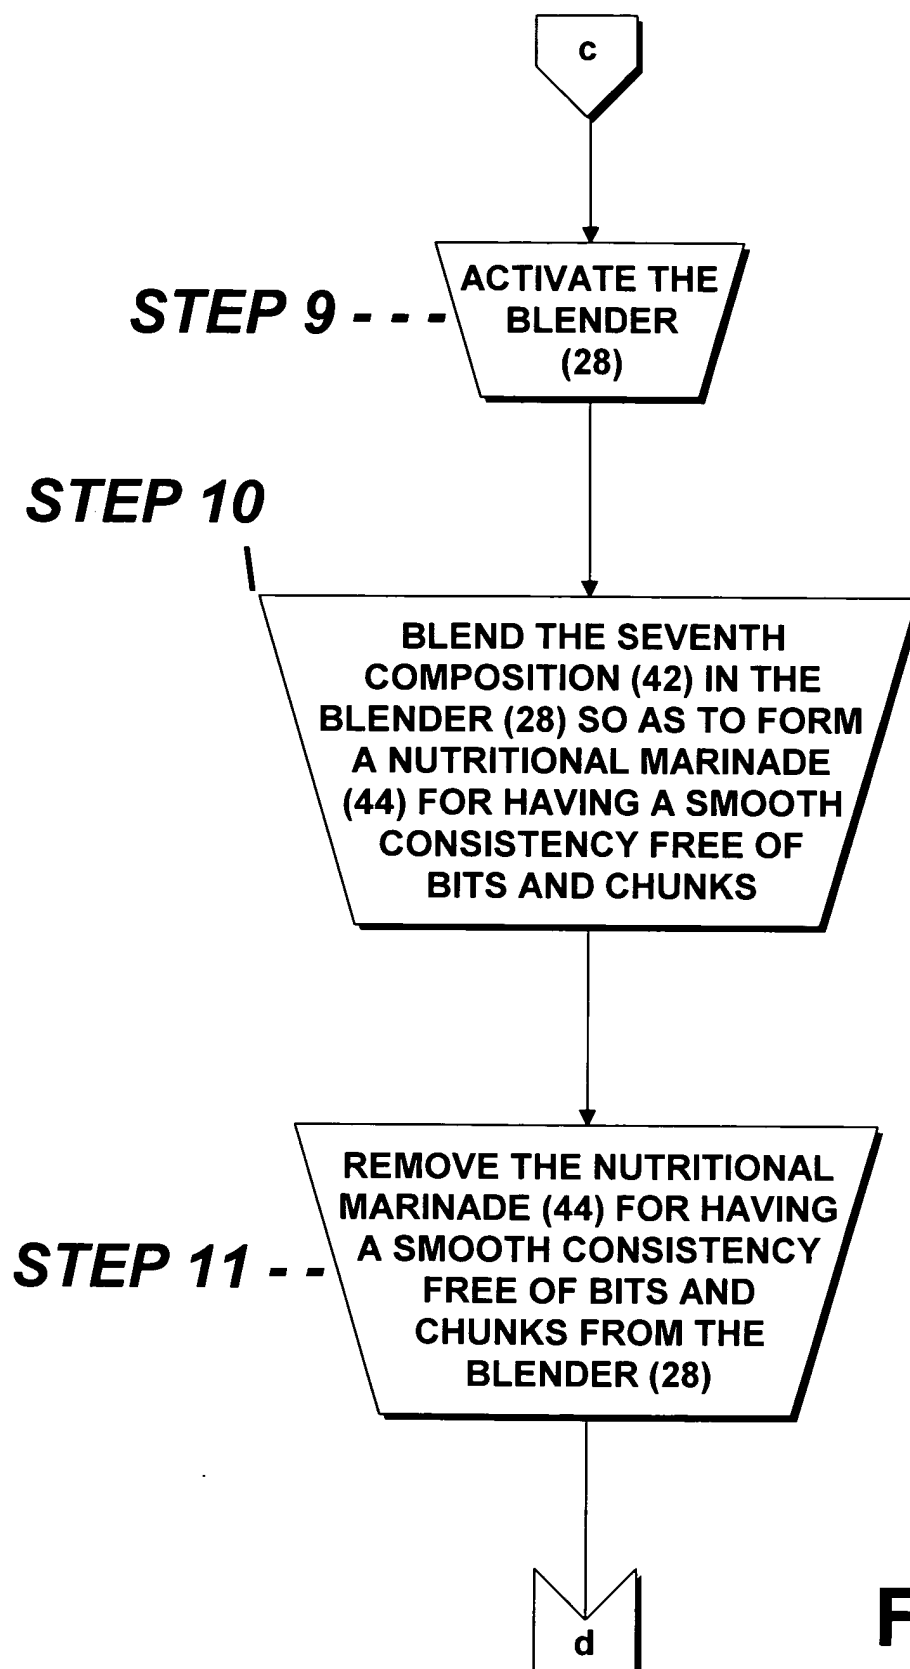 c
STEP 9 - - -
ACTIVATE THE
BLENDER
(28)
STEP 10
BLEND THE SEVENTH
COMPOSITION (42) IN THE
BLENDER (28) SO AS TO FORM
A NUTRITIONAL MARINADE
(44) FOR HAVING A SMOOTH
CONSISTENCY FREE OF
BITS AND CHUNKS
STEP 11 - -
REMOVE THE NUTRITIONAL
MARINADE (44) FOR HAVING
A SMOOTH CONSISTENCY
FREE OF BITS AND
CHUNKS FROM THE
BLENDER (28)
d
F